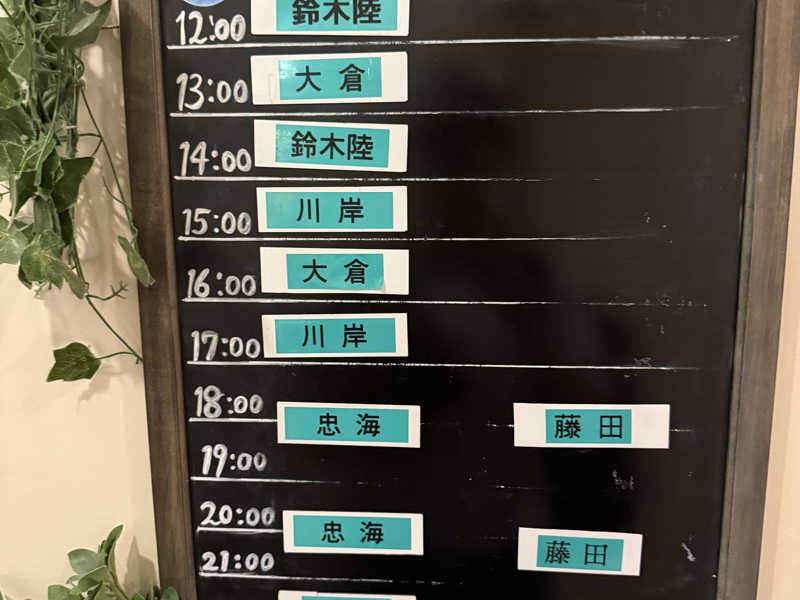 12:00 鈴木陸
13:00 大倉
14:00 鈴木陸
15:00 川岸
16:00 大倉
17:00 川岸
18:00 忠海 藤田
19:00
20:00 忠海 藤田
21:00